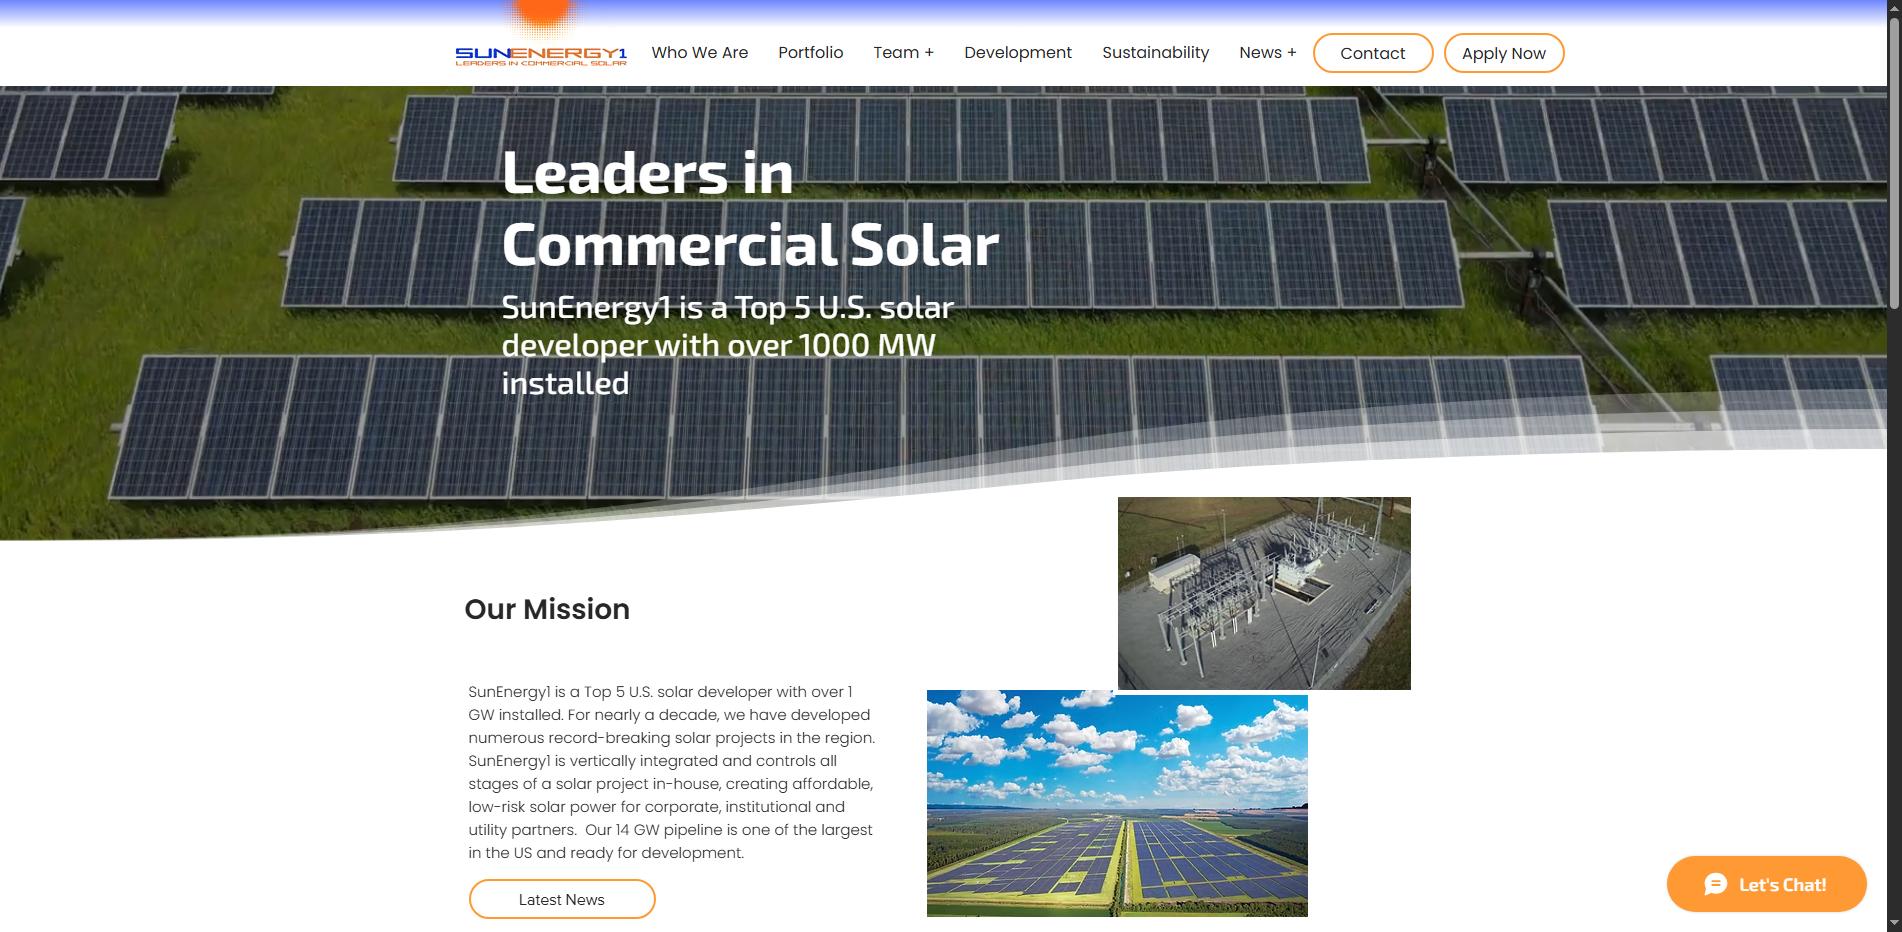 SUNENERGY1
LEADERS IN COMMERCIAL SOLAR
Who We Are
Portfolio
Team +
Development
Sustainability
News +
Contact
Apply Now
Leaders in
Commercial Solar
SunEnergy1 is a Top 5 U.S. solar
developer with over 1000 MW
installed
Our Mission
SunEnergy1 is a Top 5 U.S. solar developer with over 1
GW installed. For nearly a decade, we have developed
numerous record-breaking solar projects in the region.
SunEnergy1 is vertically integrated and controls all
stages of a solar project in-house, creating affordable,
low-risk solar power for corporate, institutional and
utility partners.  Our 14 GW pipeline is one of the largest
in the US and ready for development.
Latest News
Let's Chat!